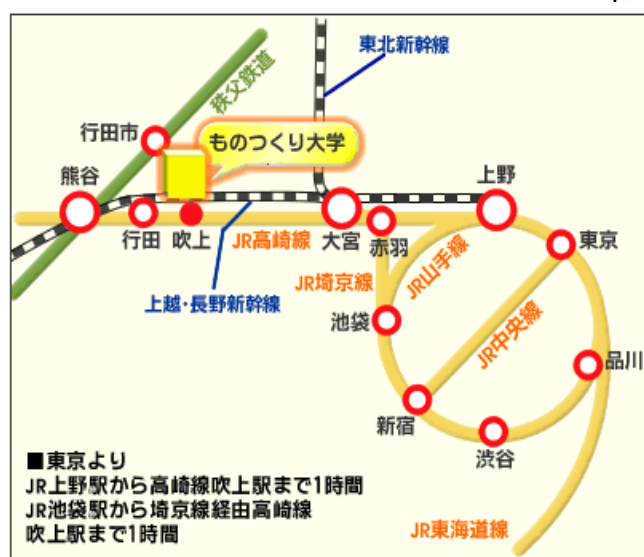 東北新幹線
秩父鉄道
行田市
ものつくり大学
熊谷
上野
行田
吹上
JR高崎線
大宮
赤羽
東京
JR埼京線
JR山手線
上越・長野新幹線
池袋
JR中央線
品川
新宿
渋谷
■東京より
JR上野駅から高崎線吹上駅まで1時間
JR池袋駅から埼京線経由高崎線
吹上駅まで1時間
JR東海道線